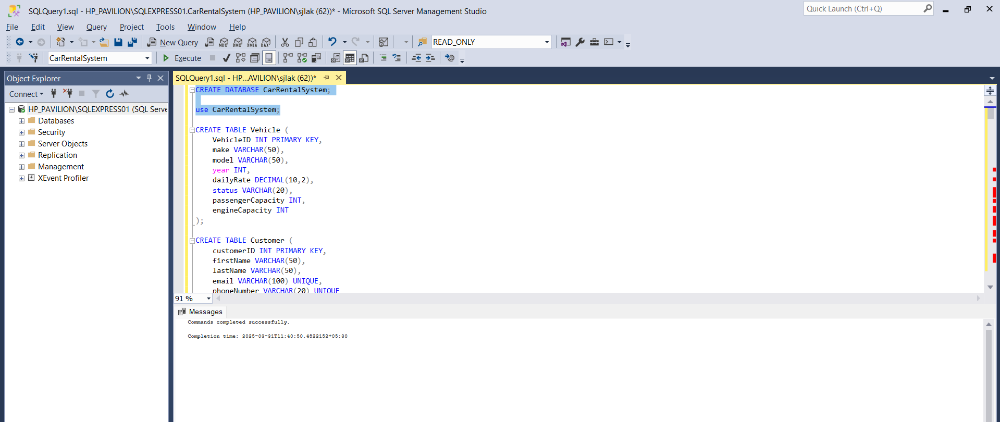 SQLQuery1.sql - HP_PAVILION\SQLEXPRESS01.CarRentalSystem (HP_PAVILION\sjlak (62))* - Microsoft SQL Server Management Studio
Quick Launch (Ctrl+Q)
File Edit View Query Project Tools Window Help
New Query MDX DMX XMLA DAX READ_ONLY
CarRentalSystem Execute
Object Explorer
Connect
HP_PAVILION\SQLEXPRESS01 (SQL Serve
Databases
Security
Server Objects
Replication
Management
XEvent Profiler
SQLQuery1.sql - HP...AVILION\sjlak (62))*
CREATE DATABASE CarRentalSystem;
use CarRentalSystem;
CREATE TABLE Vehicle (
VehicleID INT PRIMARY KEY,
make VARCHAR(50),
model VARCHAR(50),
year INT,
dailyRate DECIMAL(10,2),
status VARCHAR(20),
passengerCapacity INT,
engineCapacity INT
);
CREATE TABLE Customer (
customerID INT PRIMARY KEY,
firstName VARCHAR(50),
lastName VARCHAR(50),
email VARCHAR(100) UNIQUE,
phoneNumber VARCHAR(20) UNIQUE
91 %
Messages
Commands completed successfully.
Completion time: 2025-03-31T11:40:50.4822152+05:30